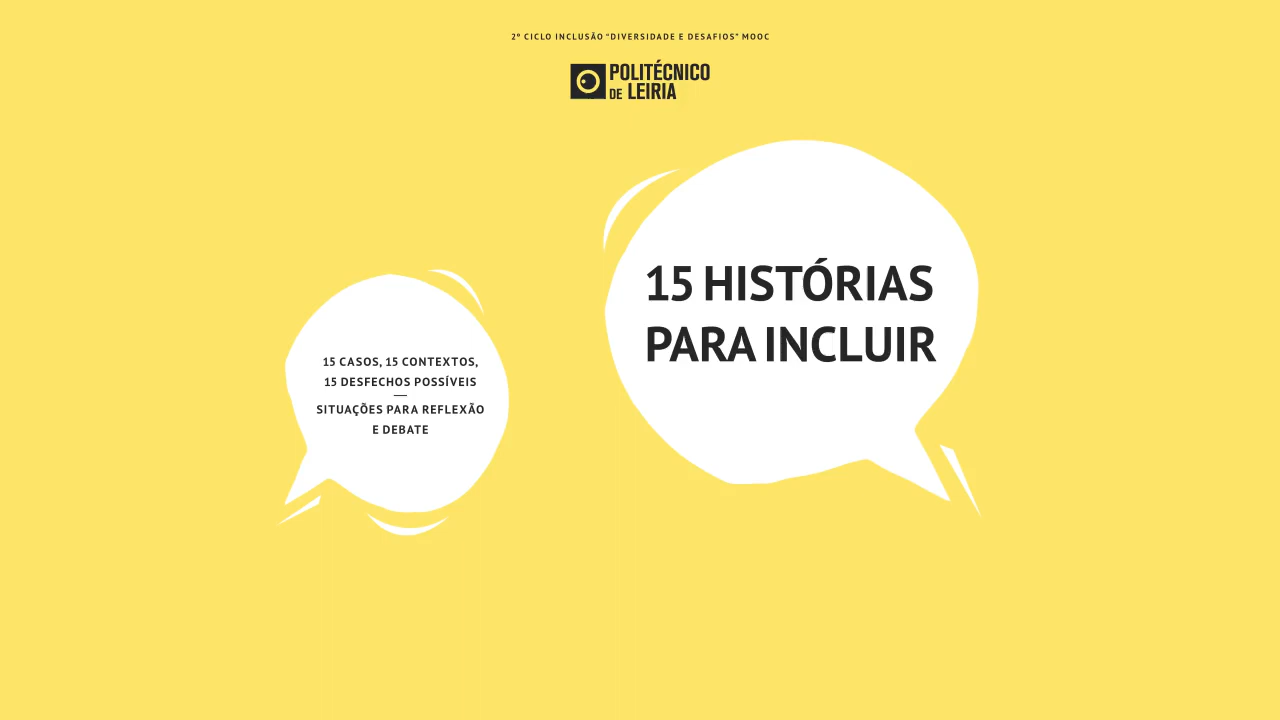 2º CICLO INCLUSÃO "DIVERSIDADE E DESAFIOS" MOOC
POLITÉCNICO
DE LEIRIA
15 HISTÓRIAS
PARA INCLUIR
15 CASOS, 15 CONTEXTOS,
15 DESFECHOS POSSÍVEIS
—
SITUAÇÕES PARA REFLEXÃO
E DEBATE